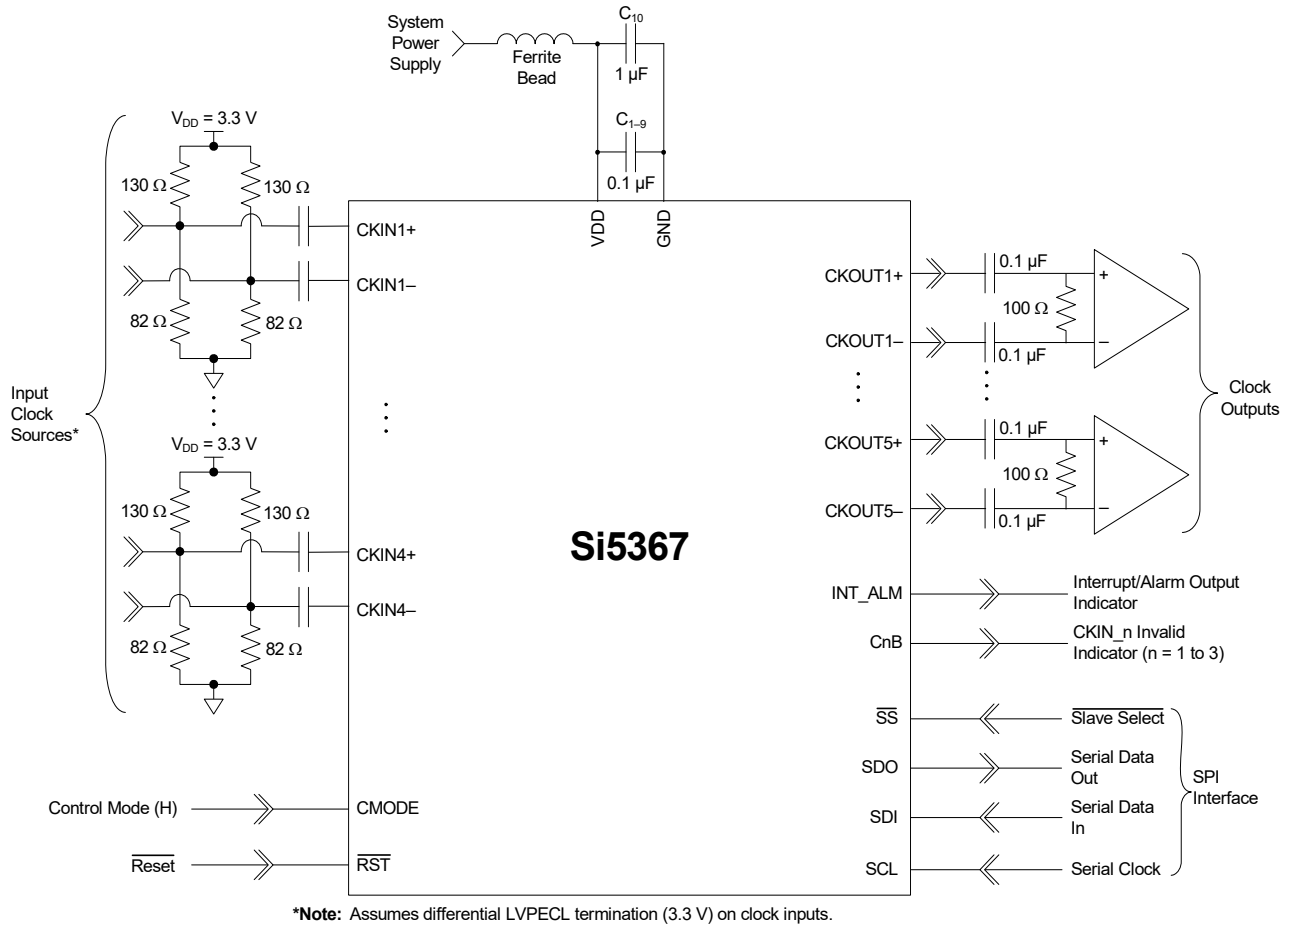 System
Power
Supply
Ferrite
Bead
C10
1 µF
C1–9
0.1 µF
VDD = 3.3 V
130 Ω
130 Ω
82 Ω
82 Ω
VDD = 3.3 V
130 Ω
130 Ω
82 Ω
82 Ω
Input
Clock
Sources*
CKIN1+
CKIN1–
CKIN4+
CKIN4–
Control Mode (H)
CMODE
Reset
RST
VDD
GND
Si5367
CKOUT1+
0.1 µF
+
100 Ω
CKOUT1–
0.1 µF
–
CKOUT5+
0.1 µF
+
100 Ω
CKOUT5–
0.1 µF
–
Clock
Outputs
INT_ALM
Interrupt/Alarm Output
Indicator
CnB
CKIN_n Invalid
Indicator (n = 1 to 3)
SS
Slave Select
SDO
Serial Data
Out
SDI
Serial Data
In
SCL
Serial Clock
SPI
Interface
*Note: Assumes differential LVPECL termination (3.3 V) on clock inputs.